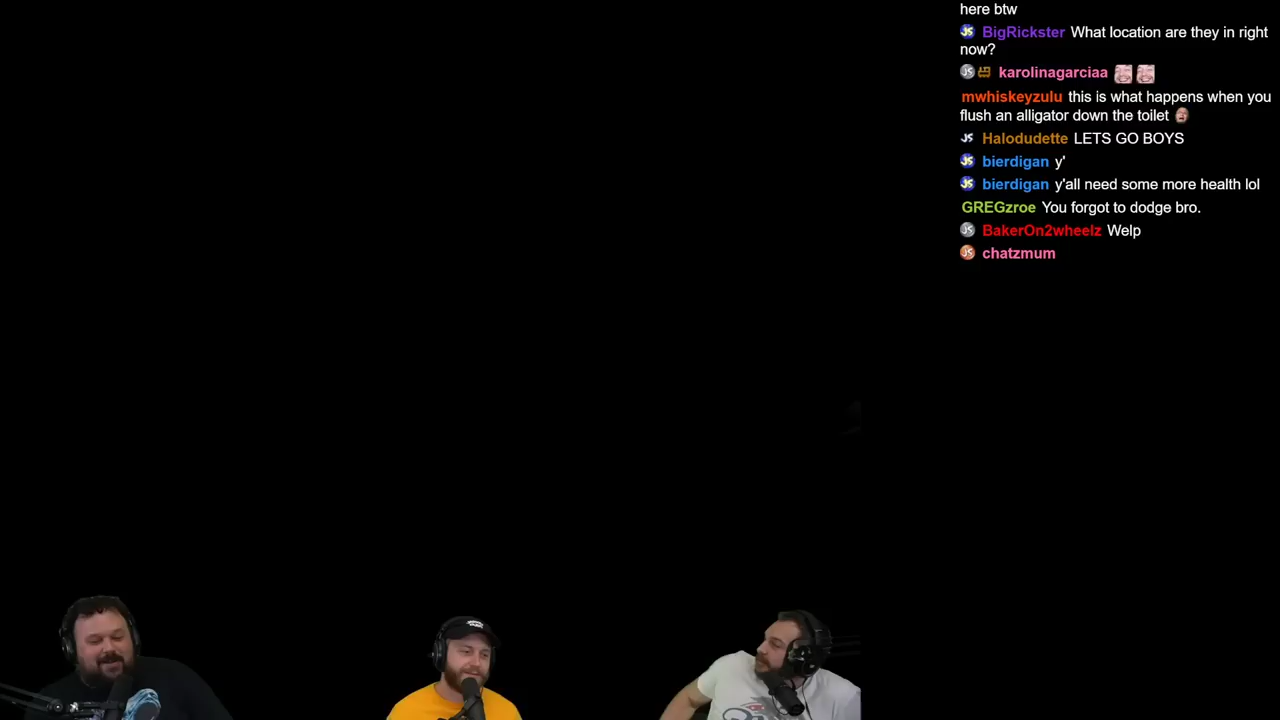 here btw
BigRickster What location are they in right
now?
karolinagarciaa
mwhiskeyzulu this is what happens when you
flush an alligator down the toilet
Halodudette LETS GO BOYS
bierdigan y'
bierdigan y'all need some more health lol
GREGzroe You forgot to dodge bro.
BakerOn2wheelz Welp
chatzmum